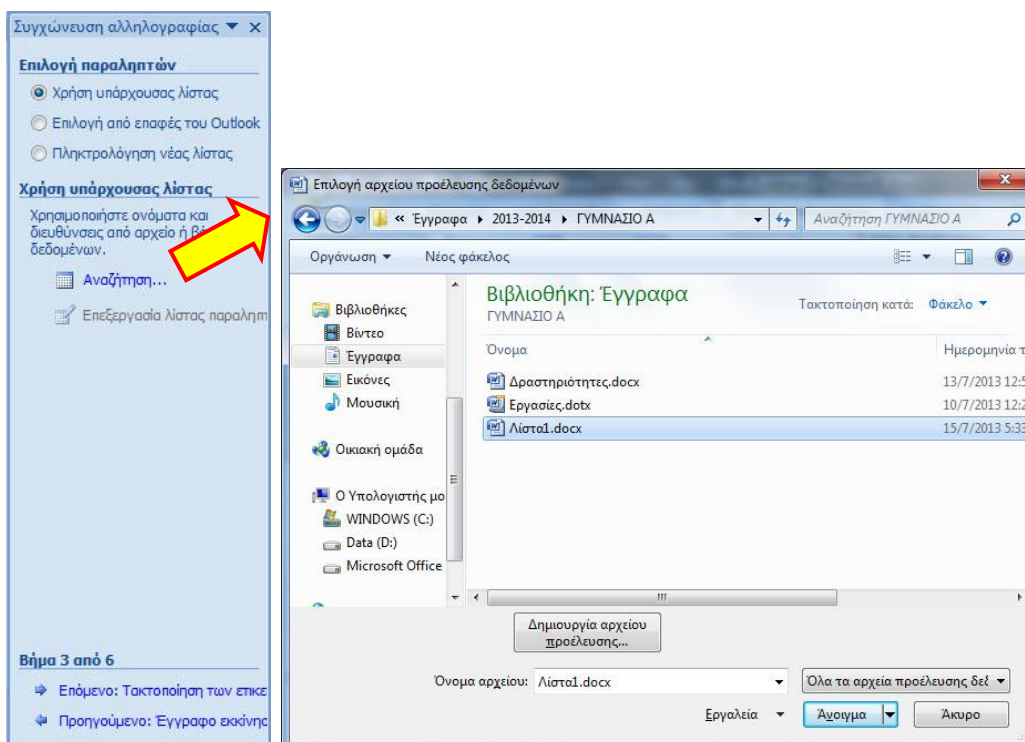 Συγχώνευση αλληλογραφίας
Επιλογή παραληπτών
Χρήση υπάρχουσας λίστας
Επιλογή από επαφές του Outlook
Πληκτρολόγηση νέας λίστας
Χρήση υπάρχουσας λίστας
Χρησιμοποιήστε ονόματα και
διευθύνσεις από αρχείο ή
δεδομένων.
Αναζήτηση...
Επεξεργασία λίστας παραληπ
Βήμα 3 από 6
Επόμενο: Τακτοποίηση των επικε
Προηγούμενο: Έγγραφο εκκίνησ
Επιλογή αρχείου προέλευσης δεδομένων
« Έγγραφα 2013-2014 ΓΥΜΝΑΣΙΟ Α
Αναζήτηση ΓΥΜΝΑΣΙΟ Α
Οργάνωση Νέος φάκελος
Βιβλιοθήκες
Βίντεο
Έγγραφα
Εικόνες
Μουσική
Οικιακή ομάδα
Ο Υπολογιστής μο
WINDOWS (C:)
Data (D:)
Microsoft Office
Βιβλιοθήκη: Έγγραφα
ΓΥΜΝΑΣΙΟ Α
Τακτοποίηση κατά: Φάκελο
Όνομα Ημερομηνία τ
Δραστηριότητες.docx 13/7/2013 12:5
Εργασίες.dotx 10/7/2013 12:2
Λίστα1.docx 15/7/2013 5:33
Δημιουργία αρχείου
προέλευσης...
Όνομα αρχείου: Λίστα1.docx Όλα τα αρχεία προέλευσης δεδ
Εργαλεία Άνοιγμα Άκυρο